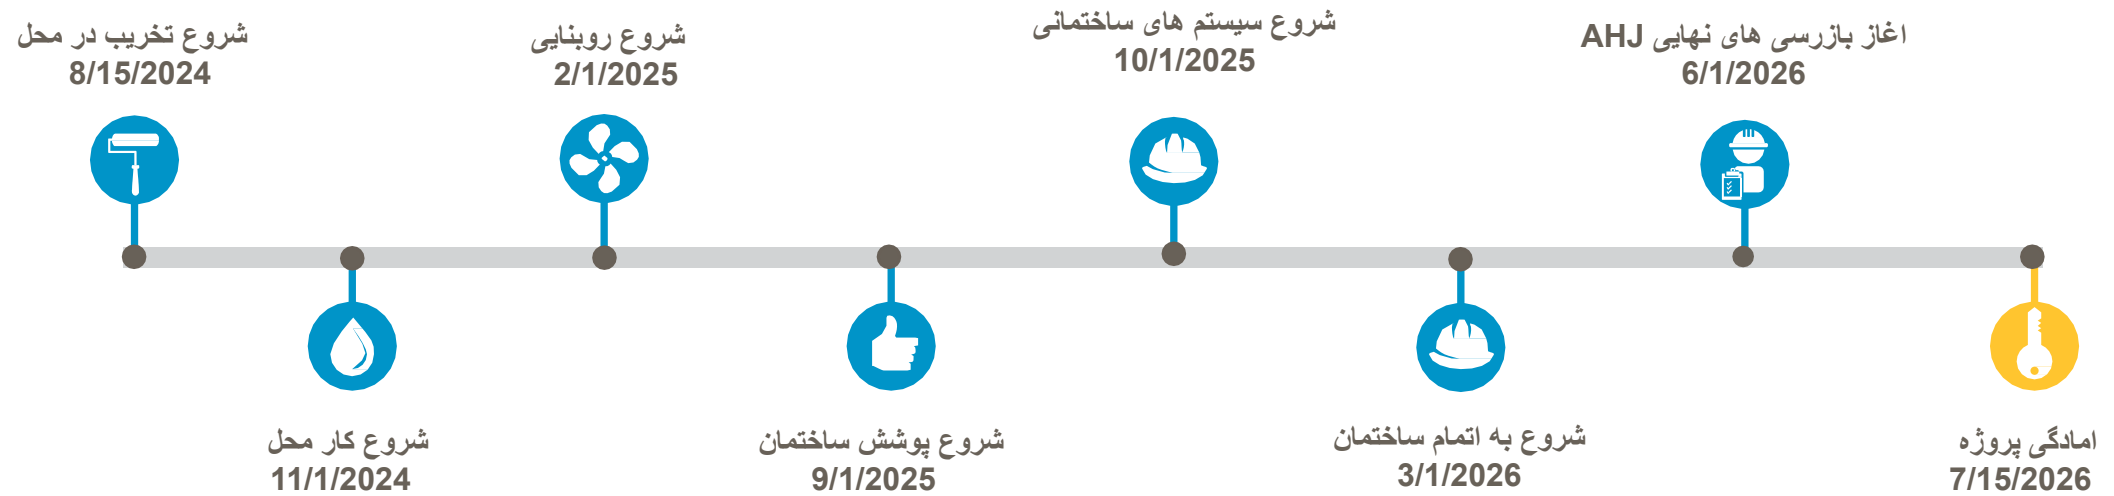 شروع تخریب در محل
8/15/2024
شروع کار محل
11/1/2024
شروع روبنایی
2/1/2025
شروع پوشش ساختمان
9/1/2025
شروع سیستم های ساختمانی
10/1/2025
شروع به اتمام ساختمان
3/1/2026
اغاز بازرسی های نهایی AHJ
6/1/2026
امادگی پروژه
7/15/2026